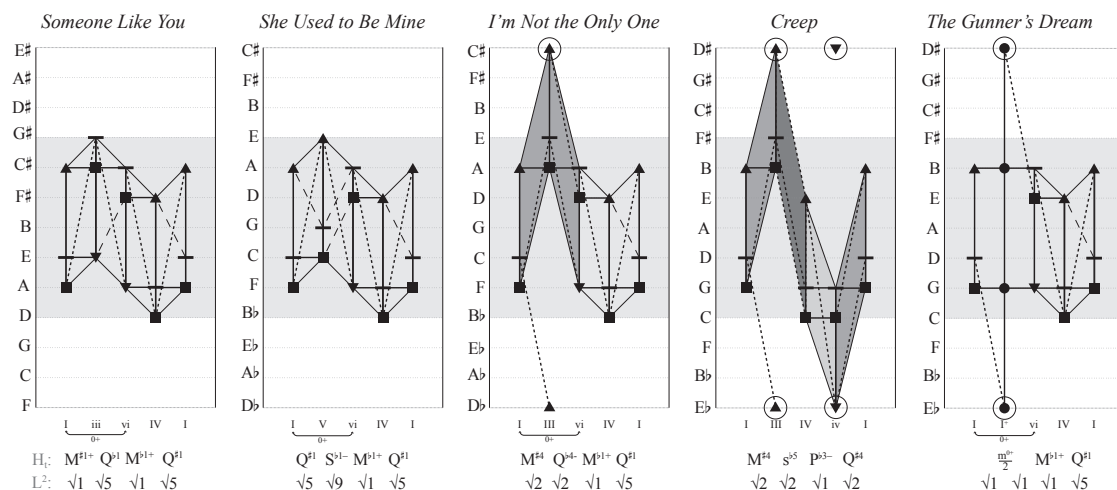 Someone Like You She Used to Be Mine I'm Not the Only One Creep The Gunner's Dream
E♯ C♯ C♯ D♯ D♯
A♯ F♯ F♯ G♯ G♯
D♯ B B C♯ C♯
G♯ E E F♯ F♯
C♯ A A B B
F♯ D D E E
B G G A A
E C C D D
A F F G G
D B♭ B♭ C C
G E♭ E♭ F F
C A♭ A♭ B♭ B♭
F D♭ D♭ E♭ E♭
I iii vi IV I I V vi IV I I III vi IV I I III IV iv I I I⁺ vi IV I
0+ 0+ 0+ 0+
Hₜ: M♯1+ Q♭1 M♭1+ Q♯1 Q♯1 S♭1− M♭1+ Q♯1 M♯4 Q♭4− M♭1+ Q♯1 M♯4 s♭5 P♭3− Q♯4 m0+/2 M♭1+ Q♯1
L²: √1 √5 √1 √5 √5 √9 √1 √5 √2 √2 √1 √5 √2 √2 √1 √2 √1 √1 √1 √5